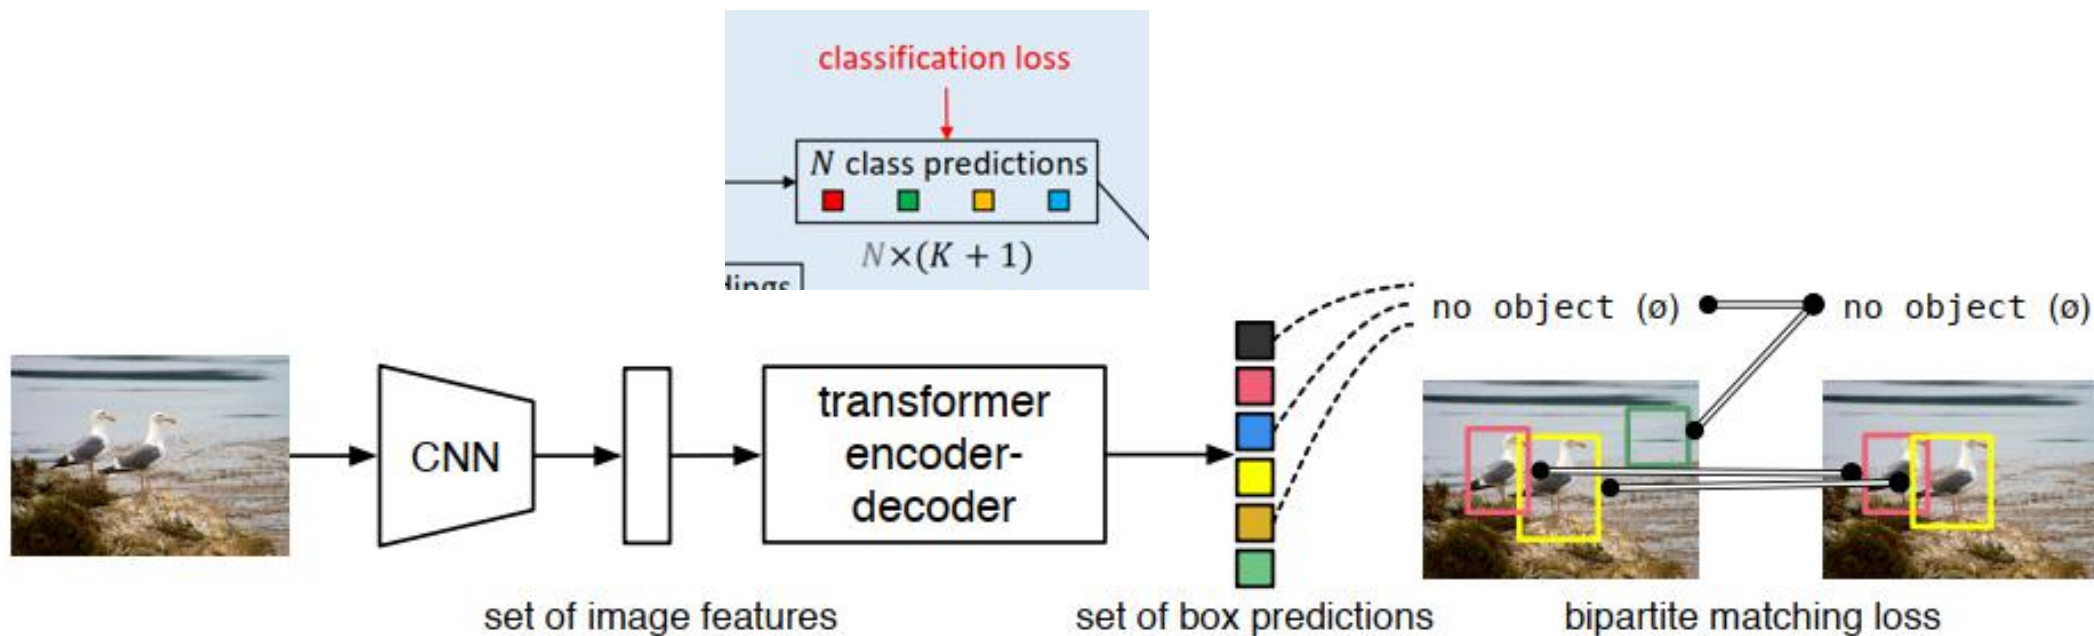 classification loss
N class predictions
N×(K + 1)
dings
no object (ø)
no object (ø)
CNN
transformer
encoder-
decoder
set of image features
set of box predictions
bipartite matching loss